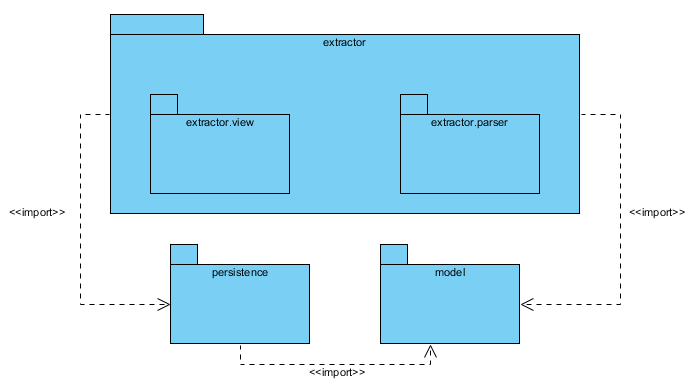 extractor
extractor.view
extractor.parser
<<import>>
<<import>>
persistence
model
<<import>>